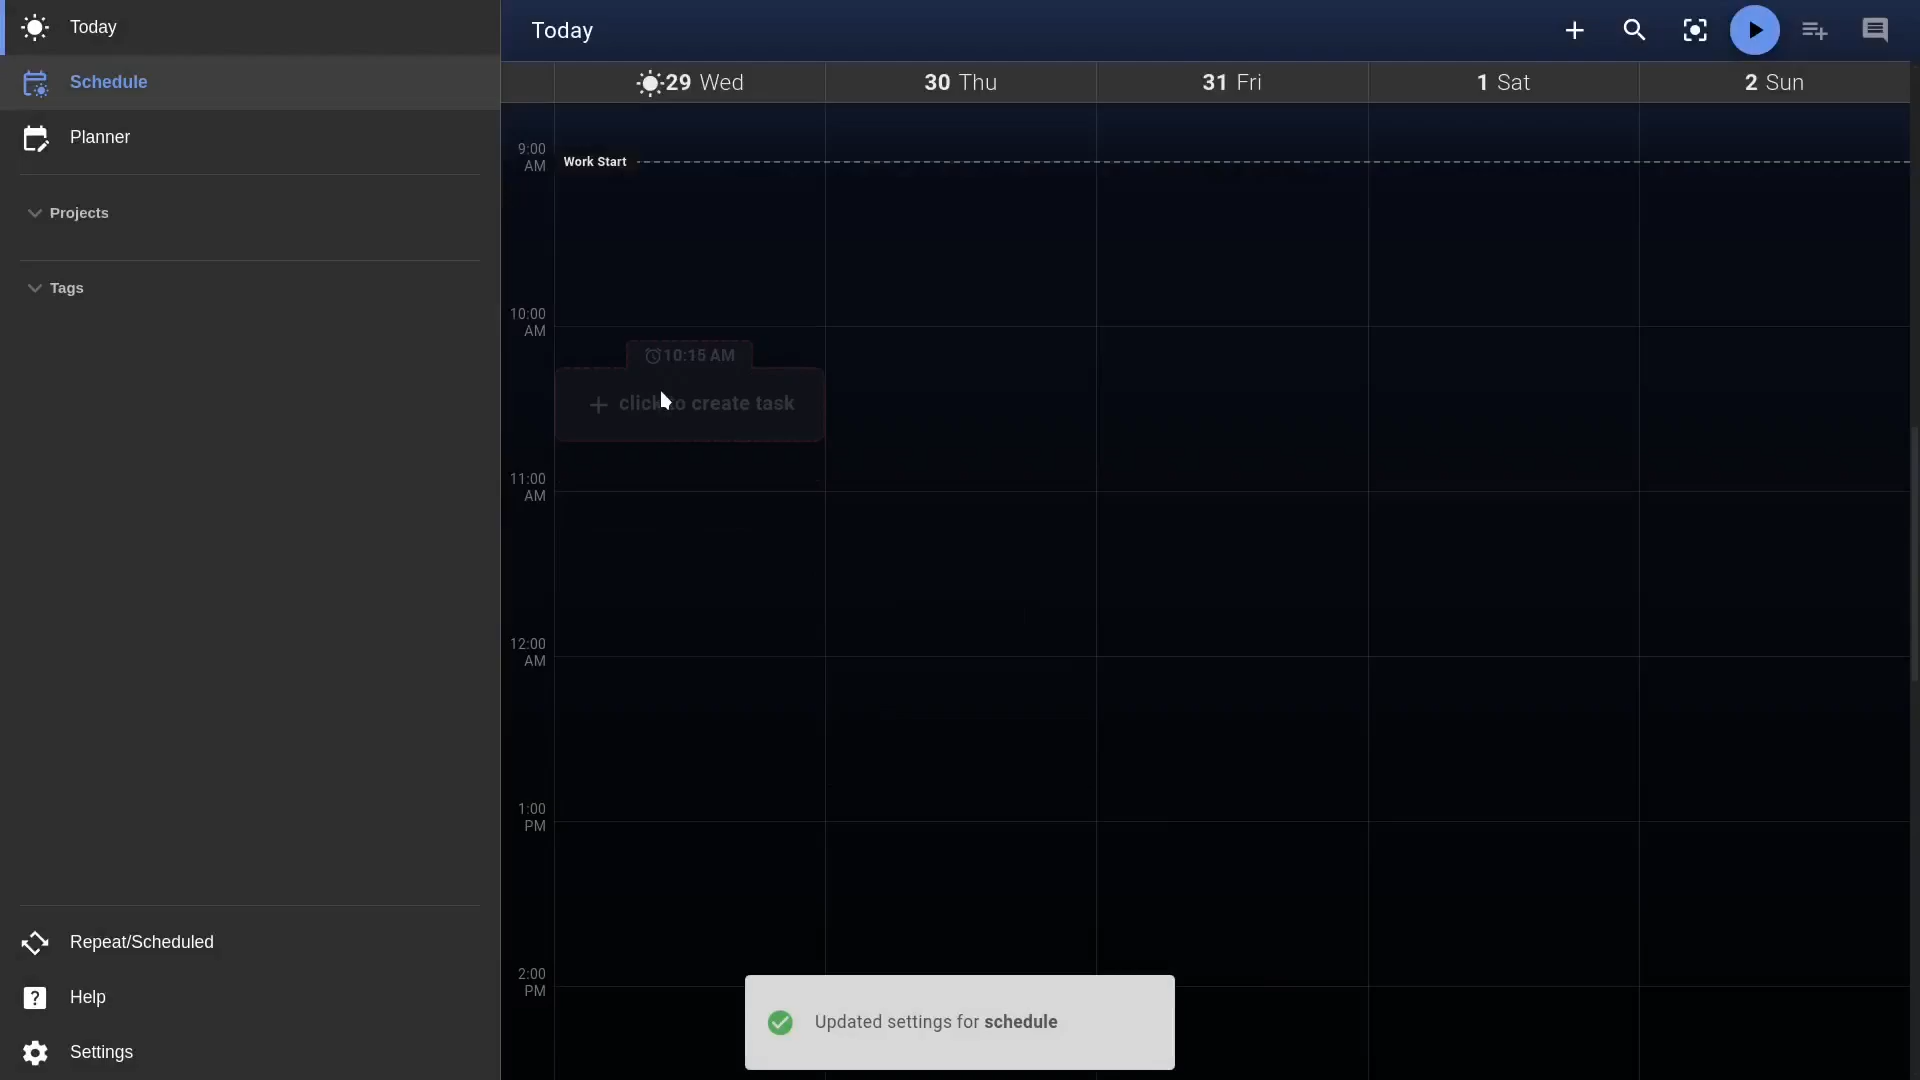 Today
Schedule
Planner
Projects
Tags
Repeat/Scheduled
Help
Settings
Today
29 Wed
30 Thu
31 Fri
1 Sat
2 Sun
9:00
AM
Work Start
10:00
AM
10:15 AM
click to create task
11:00
AM
12:00
AM
1:00
PM
2:00
PM
Updated settings for schedule